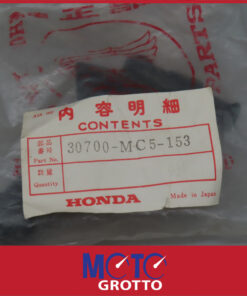 PARTS
内容明細
CONTENTS
部品番号
Part No.
30700-MC5-153
数量
Quantity
HONDA
Made in Japan
MOTO
GROTTO